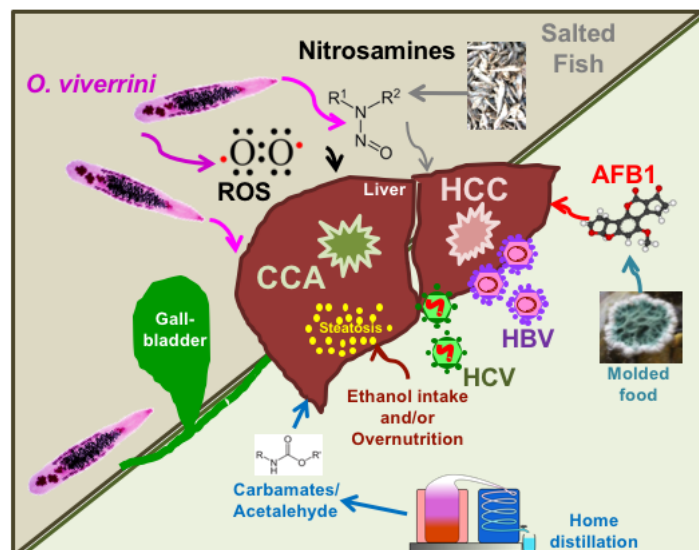 Salted
Fish
Nitrosamines
O. viverrini
R¹
R²
N
N
O
•O:O•
ROS
Liver
HCC
AFB1
CCA
Steatosis
Gall-
bladder
HBV
HCV
Molded
food
Ethanol intake
and/or
Overnutrition
O
R
N
H
O
R'
Carbamates/
Acetalehyde
Home
distillation